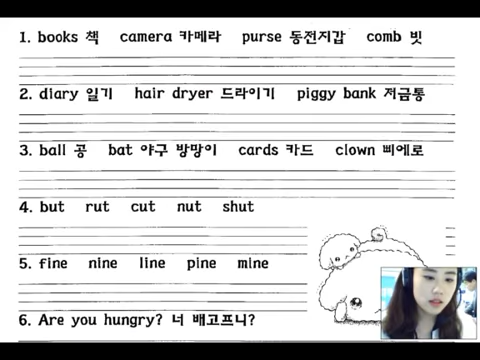 1. books 책 camera 카메라 purse 동전지갑 comb 빗
2. diary 일기 hair dryer 드라이기 piggy bank 저금통
3. ball 공 bat 야구 방망이 cards 카드 clown 삐에로
4. but rut cut nut shut
5. fine nine line pine mine
6. Are you hungry? 너 배고프니?